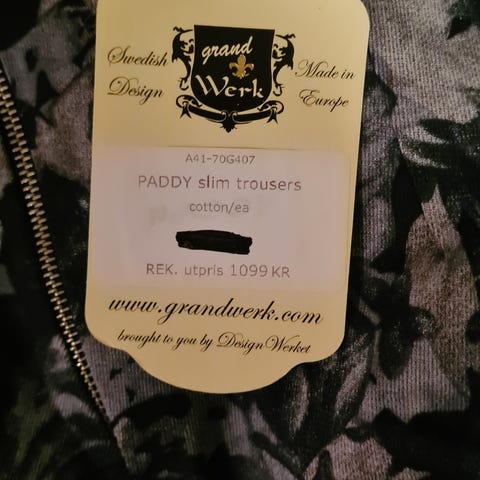 Swedish
Design
grand
Werk
Made in
Europe
A41-70G407
PADDY slim trousers
cotton/ea
REK. utpris 1099 KR
www.grandwerk.com
brought to you by DesignWerket